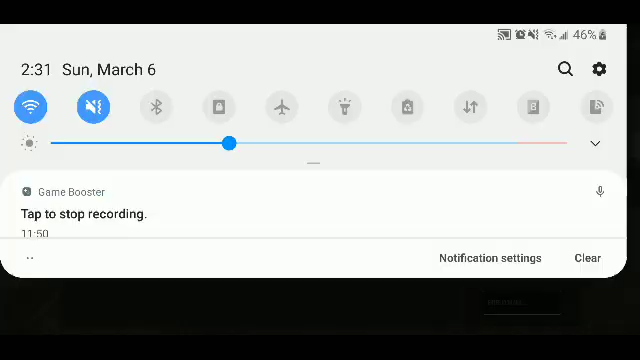 46%
2:31 Sun, March 6
Game Booster
Tap to stop recording.
11:50
Notification settings Clear